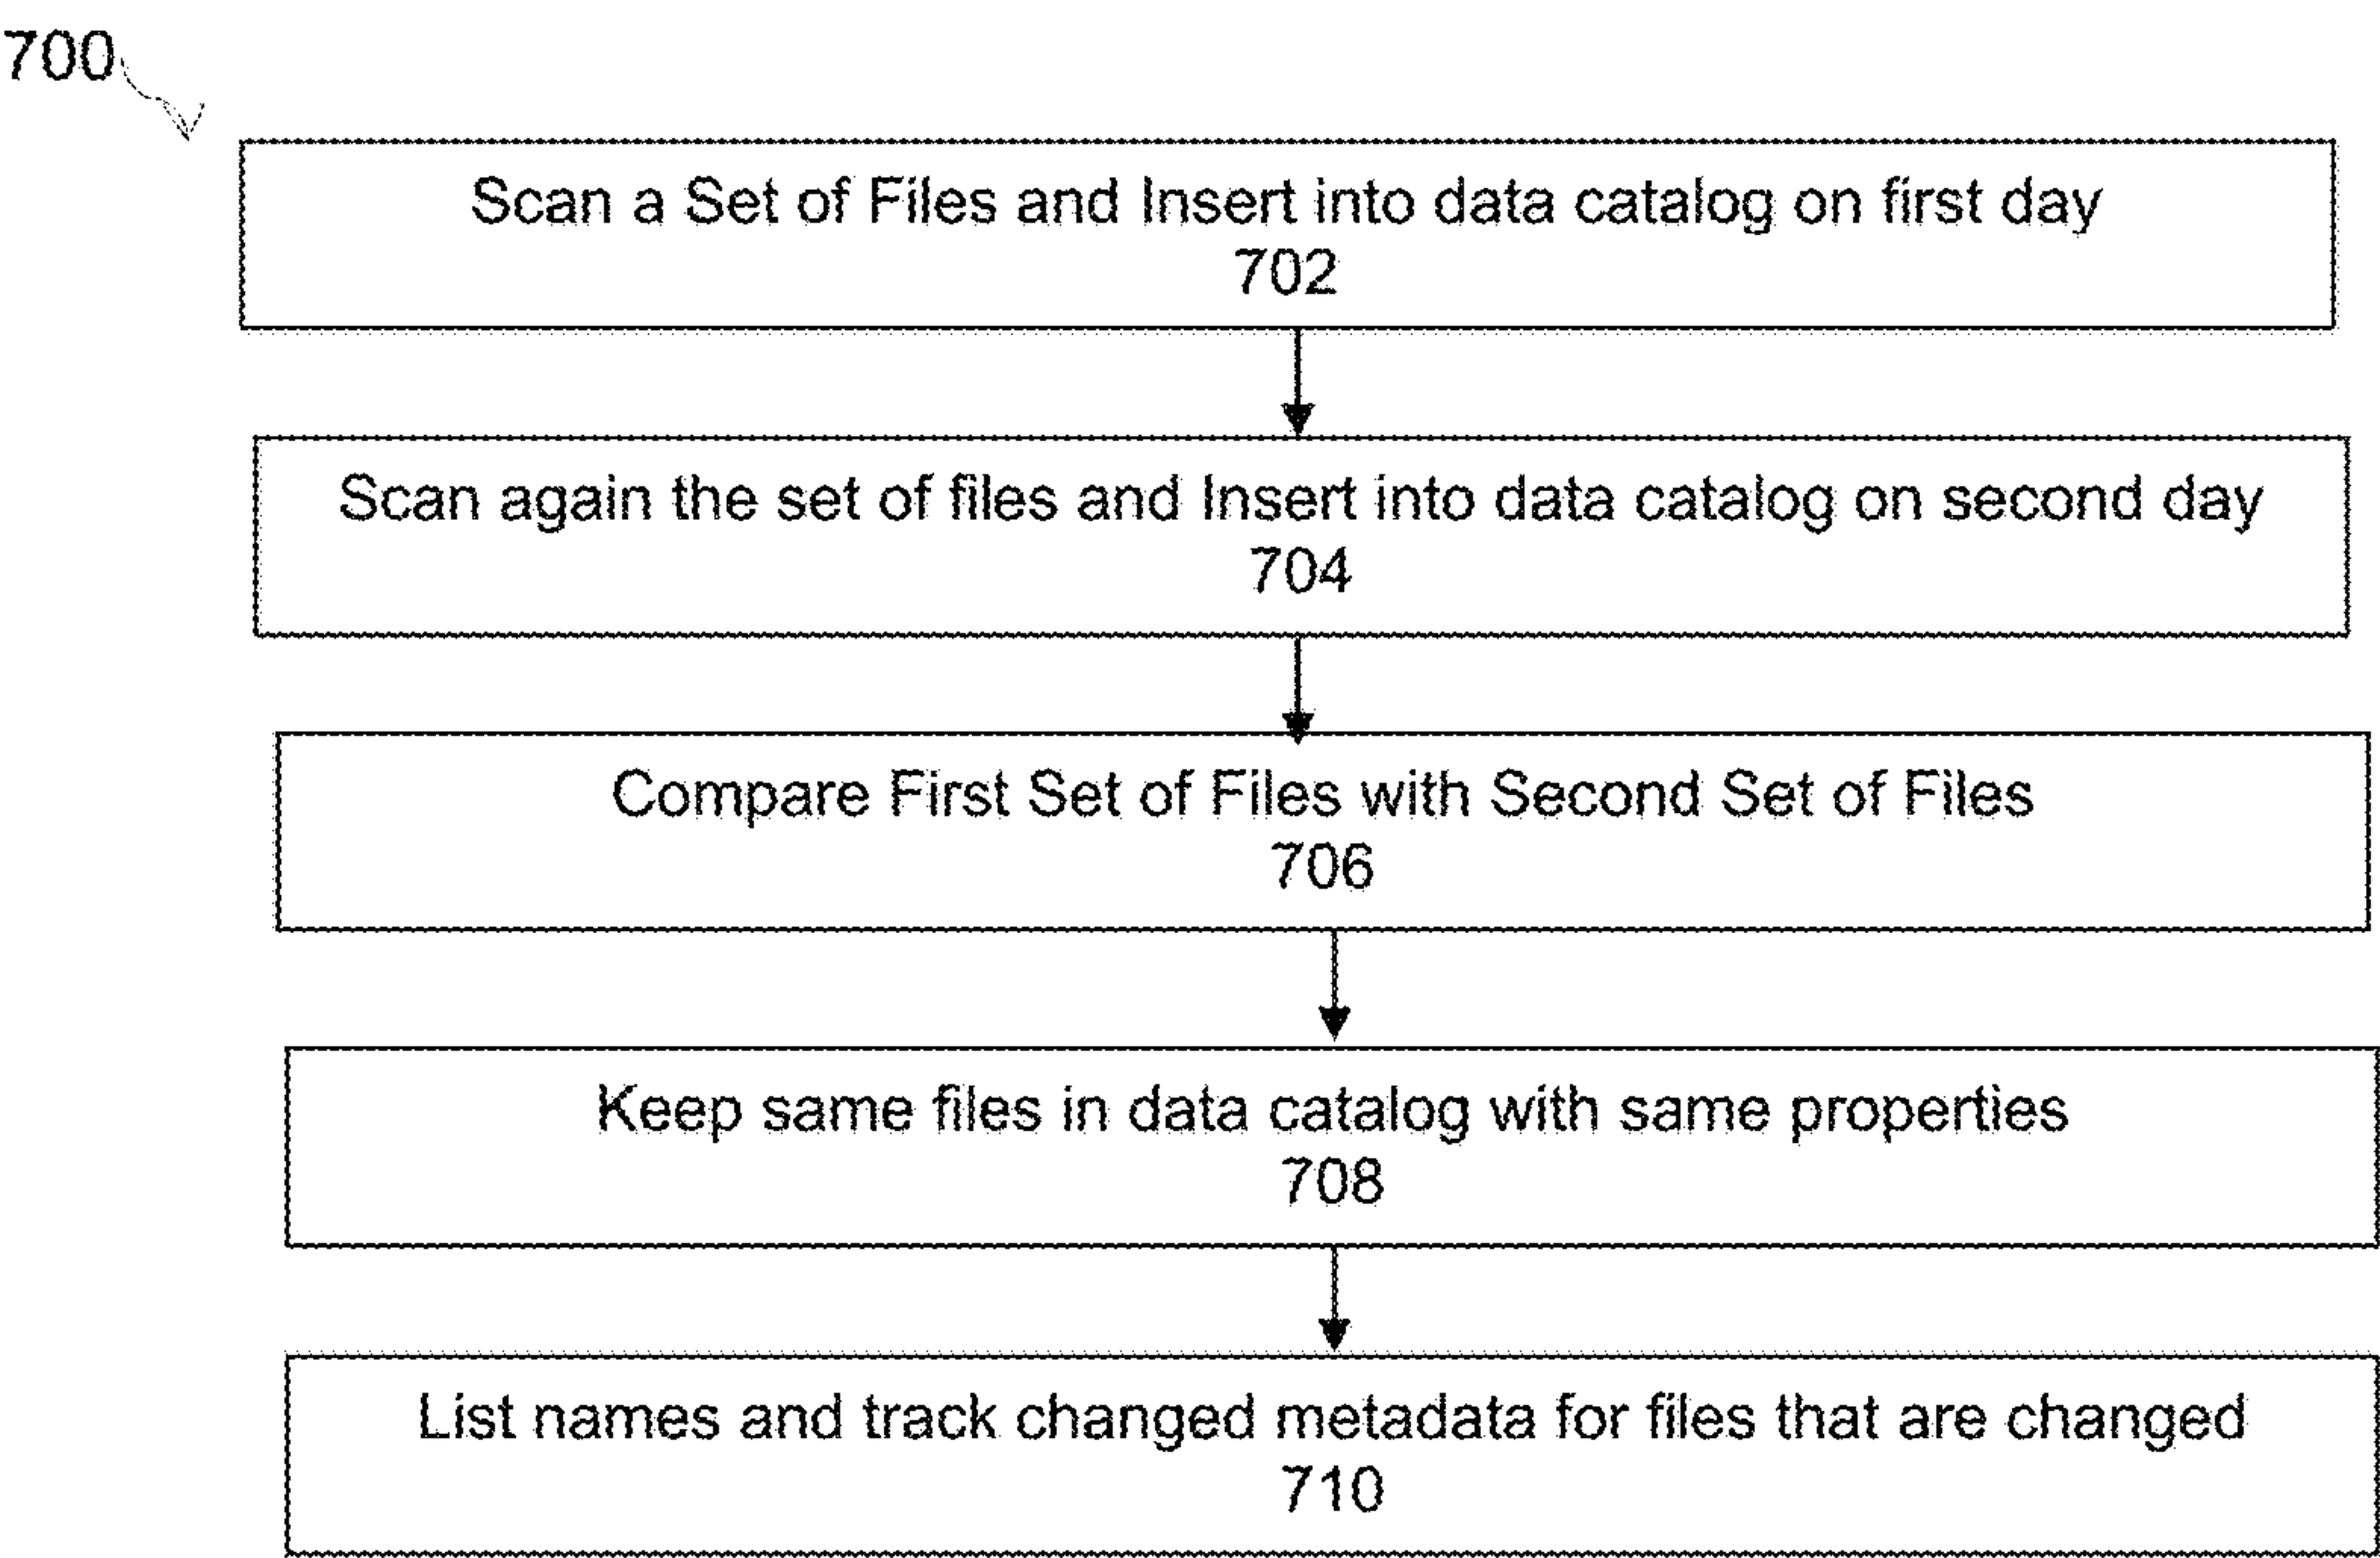 700
Scan a Set of Files and Insert into data catalog on first day
702
Scan again the set of files and Insert into data catalog on second day
704
Compare First Set of Files with Second Set of Files
706
Keep same files in data catalog with same properties
708
List names and track changed metadata for files that are changed
710